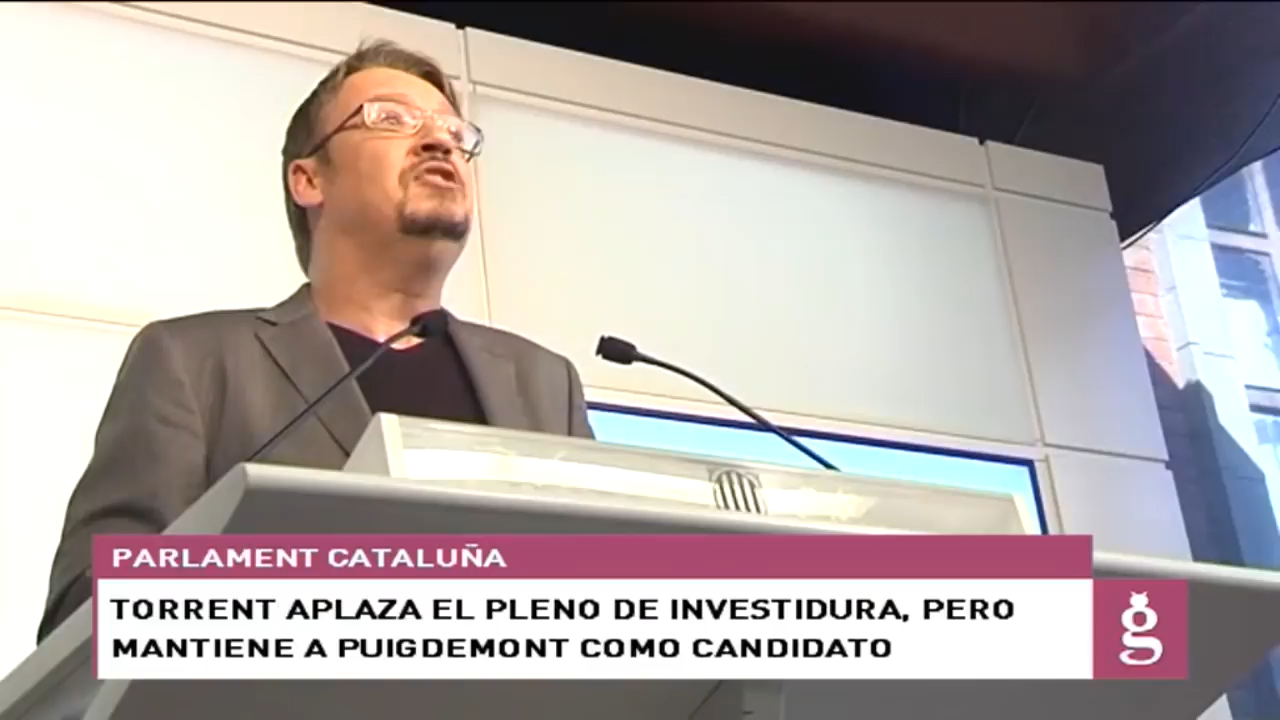 PARLAMENT CATALUÑA
TORRENT APLAZA EL PLENO DE INVESTIDURA, PERO
MANTIENE A PUIGDEMONT COMO CANDIDATO
g